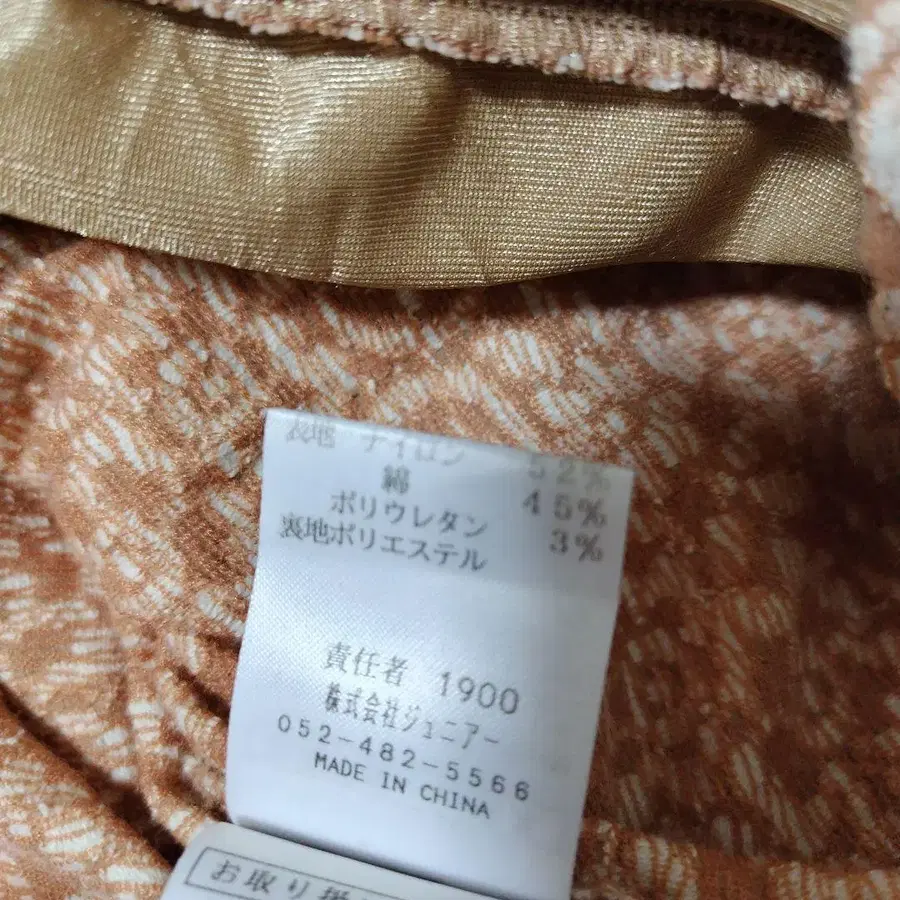 表地 ナイロン 52%
綿 45%
ポリウレタン 3%
裏地ポリエステル
責任者 1900
株式会社ジュニアー
052-482-5566
MADE IN CHINA
お取り扱